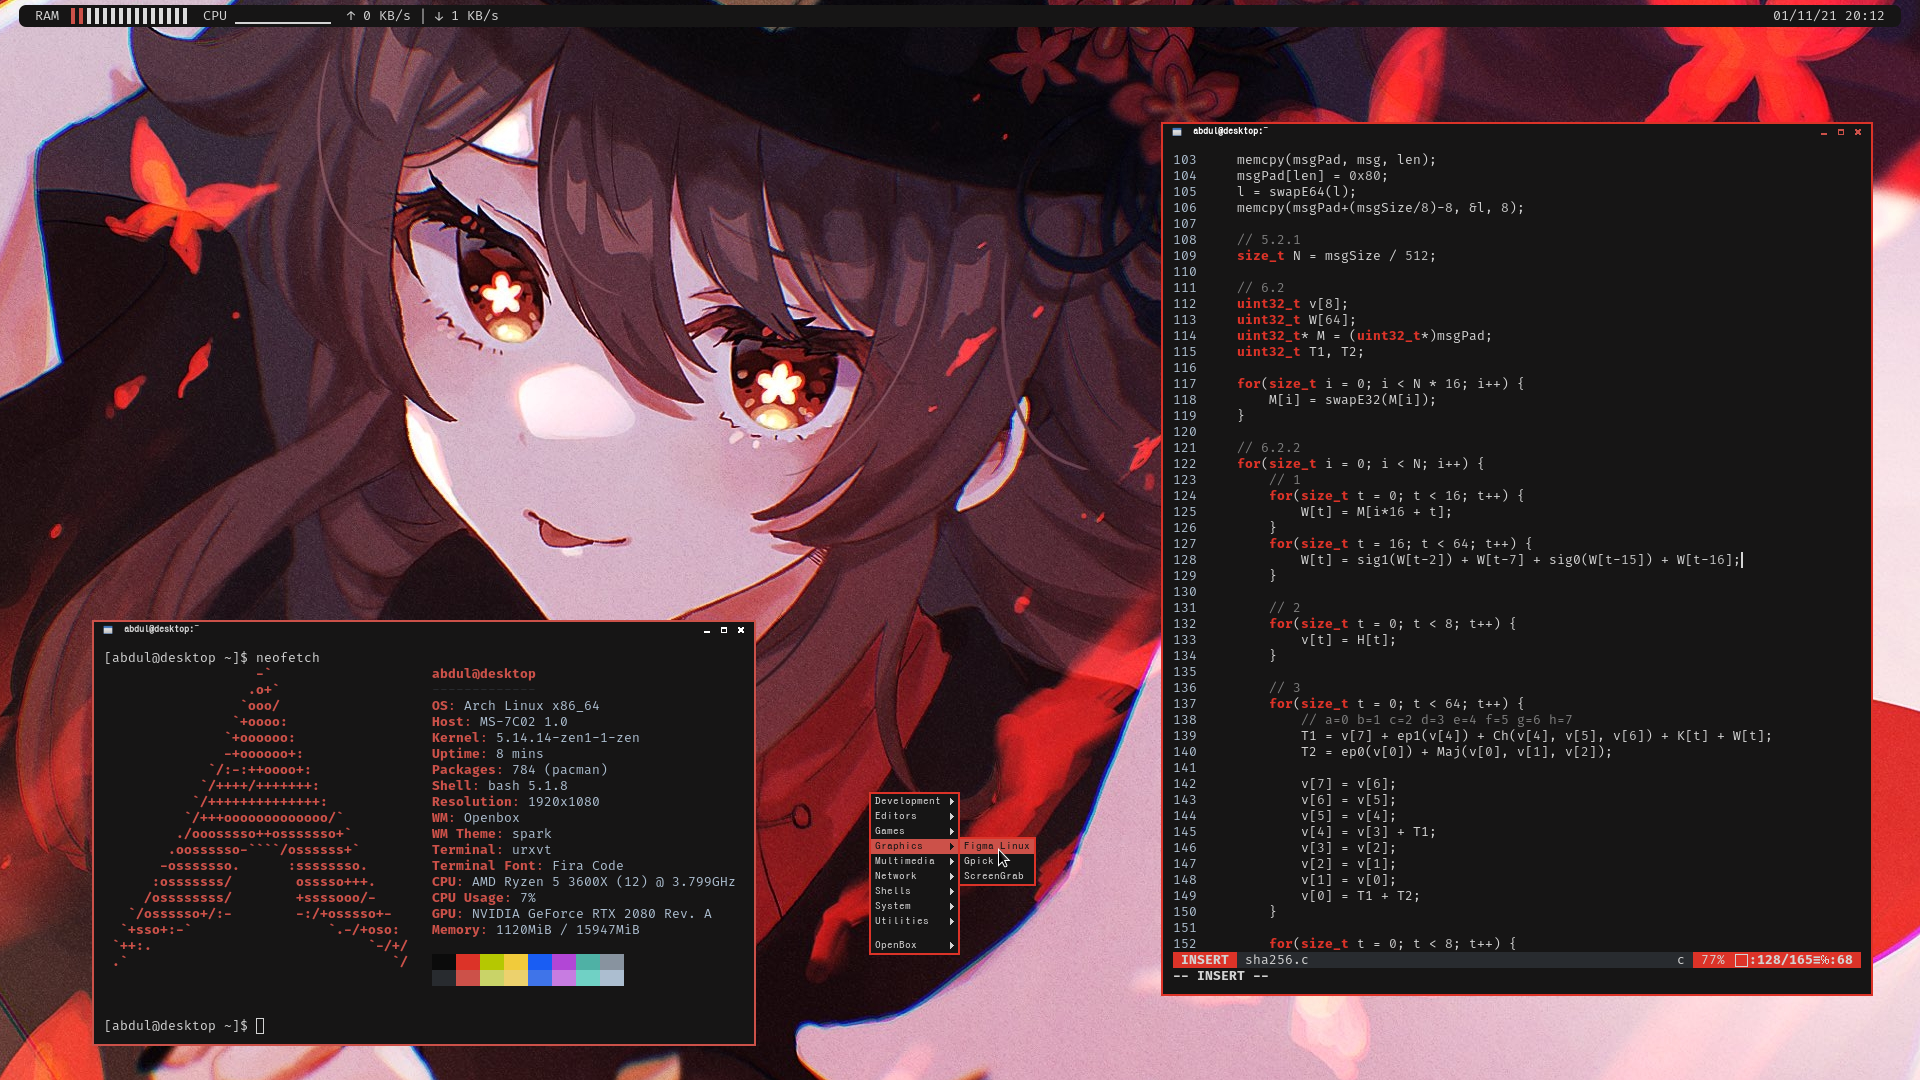 RAM CPU ↑ 0 KB/s | ↓ 1 KB/s 01/11/21 20:12
abdul@desktop:~
103 memcpy(msgPad, msg, len);
104 msgPad[len] = 0x80;
105 l = swapE64(l);
106 memcpy(msgPad+(msgSize/8)-8, &l, 8);
107
108 // 5.2.1
109 size_t N = msgSize / 512;
110
111 // 6.2
112 uint32_t v[8];
113 uint32_t W[64];
114 uint32_t* M = (uint32_t*)msgPad;
115 uint32_t T1, T2;
116
117 for(size_t i = 0; i < N * 16; i++) {
118 M[i] = swapE32(M[i]);
119 }
120
121 // 6.2.2
122 for(size_t i = 0; i < N; i++) {
123 // 1
124 for(size_t t = 0; t < 16; t++) {
125 W[t] = M[i*16 + t];
126 }
127 for(size_t t = 16; t < 64; t++) {
128 W[t] = sig1(W[t-2]) + W[t-7] + sig0(W[t-15]) + W[t-16];
129 }
130
131 // 2
132 for(size_t t = 0; t < 8; t++) {
133 v[t] = H[t];
134 }
135
136 // 3
137 for(size_t t = 0; t < 64; t++) {
138 // a=0 b=1 c=2 d=3 e=4 f=5 g=6 h=7
139 T1 = v[7] + ep1(v[4]) + Ch(v[4], v[5], v[6]) + K[t] + W[t];
140 T2 = ep0(v[0]) + Maj(v[0], v[1], v[2]);
141
142 v[7] = v[6];
143 v[6] = v[5];
144 v[5] = v[4];
145 v[4] = v[3] + T1;
146 v[3] = v[2];
147 v[2] = v[1];
148 v[1] = v[0];
149 v[0] = T1 + T2;
150 }
151
152 for(size_t t = 0; t < 8; t++) {
INSERT sha256.c c 77% :128/165≡℅:68
-- INSERT --
abdul@desktop:~
[abdul@desktop ~]$ neofetch
-`
.o+`
`ooo/
`+oooo:
`+oooooo:
-+oooooo+:
`/:-:++oooo+:
`/++++/+++++++:
`/++++++++++++++:
`/+++ooooooooooooo/`
./ooosssso++osssssso+`
.oossssso-````/ossssss+`
-osssssso. :ssssssso.
:osssssss/ osssso+++.
/ossssssss/ +ssssooo/-
`/ossssso+/:- -:/+osssso+-
`+sso+:-` `.-/+oso:
`++:. `-/+/
.` `/
abdul@desktop
-------------
OS: Arch Linux x86_64
Host: MS-7C02 1.0
Kernel: 5.14.14-zen1-1-zen
Uptime: 8 mins
Packages: 784 (pacman)
Shell: bash 5.1.8
Resolution: 1920x1080
WM: Openbox
WM Theme: spark
Terminal: urxvt
Terminal Font: Fira Code
CPU: AMD Ryzen 5 3600X (12) @ 3.799GHz
CPU Usage: 7%
GPU: NVIDIA GeForce RTX 2080 Rev. A
Memory: 1120MiB / 15947MiB
[abdul@desktop ~]$
Development
Editors
Games
Graphics
Multimedia
Network
Shells
System
Utilities
OpenBox
Figma Linux
Gpick
ScreenGrab